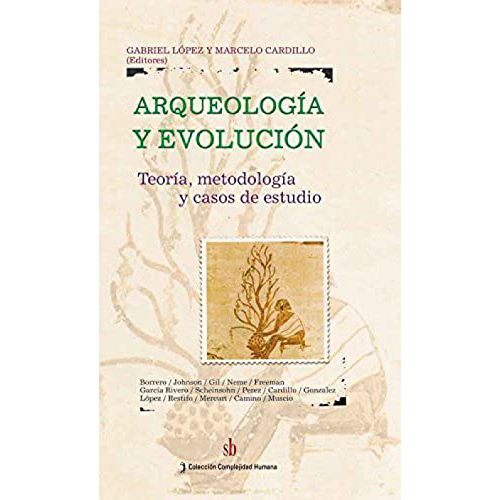 GABRIEL LÓPEZ Y MARCELO CARDILLO
(Editores)
ARQUEOLOGÍA
Y EVOLUCIÓN
Teoría, metodología
y casos de estudio
Borrero / Johnson / Gil / Neme / Freeman
García Rivero / Scheinsohn / Perez / Cardillo / Gonzalez
López / Restifo / Mercuri / Camino / Muscio
sb
Colección Complejidad Humana